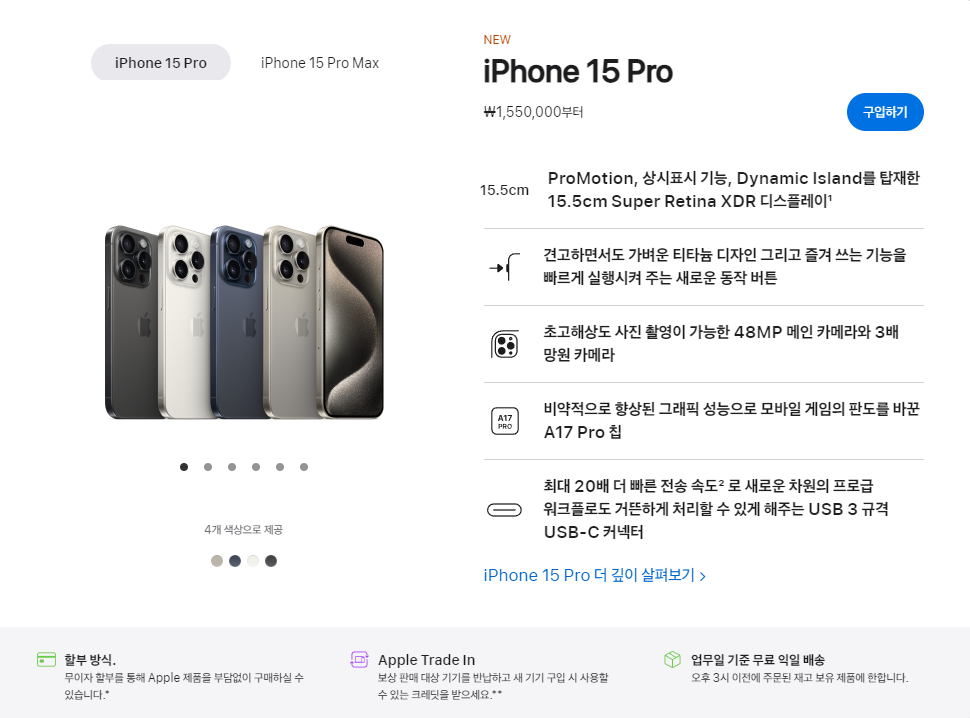 iPhone 15 Pro
iPhone 15 Pro Max
NEW
iPhone 15 Pro
₩1,550,000부터
구입하기
15.5cm
ProMotion, 상시표시 기능, Dynamic Island를 탑재한
15.5cm Super Retina XDR 디스플레이¹
견고하면서도 가벼운 티타늄 디자인 그리고 즐겨 쓰는 기능을
빠르게 실행시켜 주는 새로운 동작 버튼
초고해상도 사진 촬영이 가능한 48MP 메인 카메라와 3배
망원 카메라
A17
PRO
비약적으로 향상된 그래픽 성능으로 모바일 게임의 판도를 바꾼
A17 Pro 칩
최대 20배 더 빠른 전송 속도² 로 새로운 차원의 프로급
워크플로도 거뜬하게 처리할 수 있게 해주는 USB 3 규격
USB-C 커넥터
iPhone 15 Pro 더 깊이 살펴보기 >
4개 색상으로 제공
할부 방식.
무이자 할부를 통해 Apple 제품을 부담없이 구매하실 수
있습니다.*
Apple Trade In
보상 판매 대상 기기를 반납하고 새 기기 구입 시 사용할
수 있는 크레딧을 받으세요.**
업무일 기준 무료 익일 배송
오후 3시 이전에 주문된 재고 보유 제품에 한합니다.